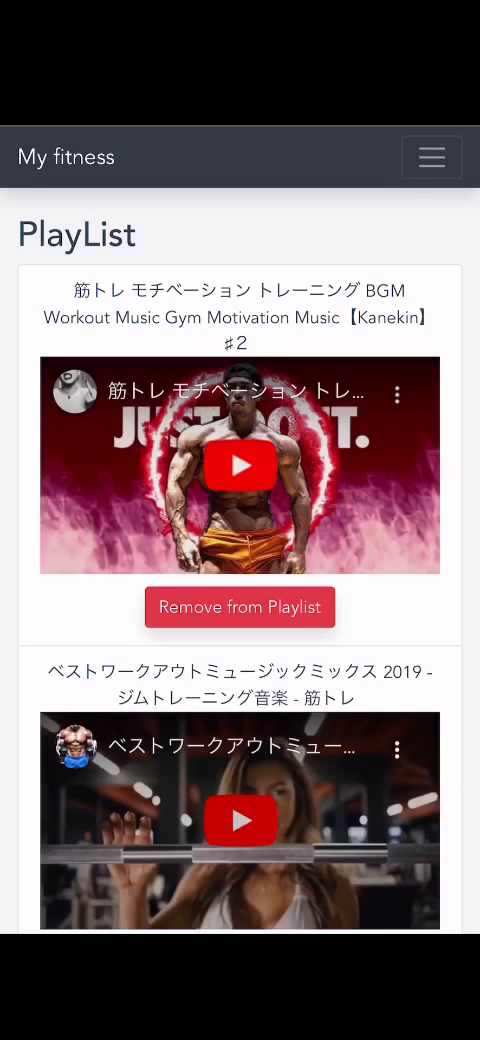 My fitness
PlayList
筋トレ モチベーション トレーニング BGM
Workout Music Gym Motivation Music【Kanekin】
#2
筋トレ モチベーション トレ...
JUST DO IT.
Remove from Playlist
ベストワークアウトミュージックミックス 2019 -
ジムトレーニング音楽 - 筋トレ
ベストワークアウトミュー...